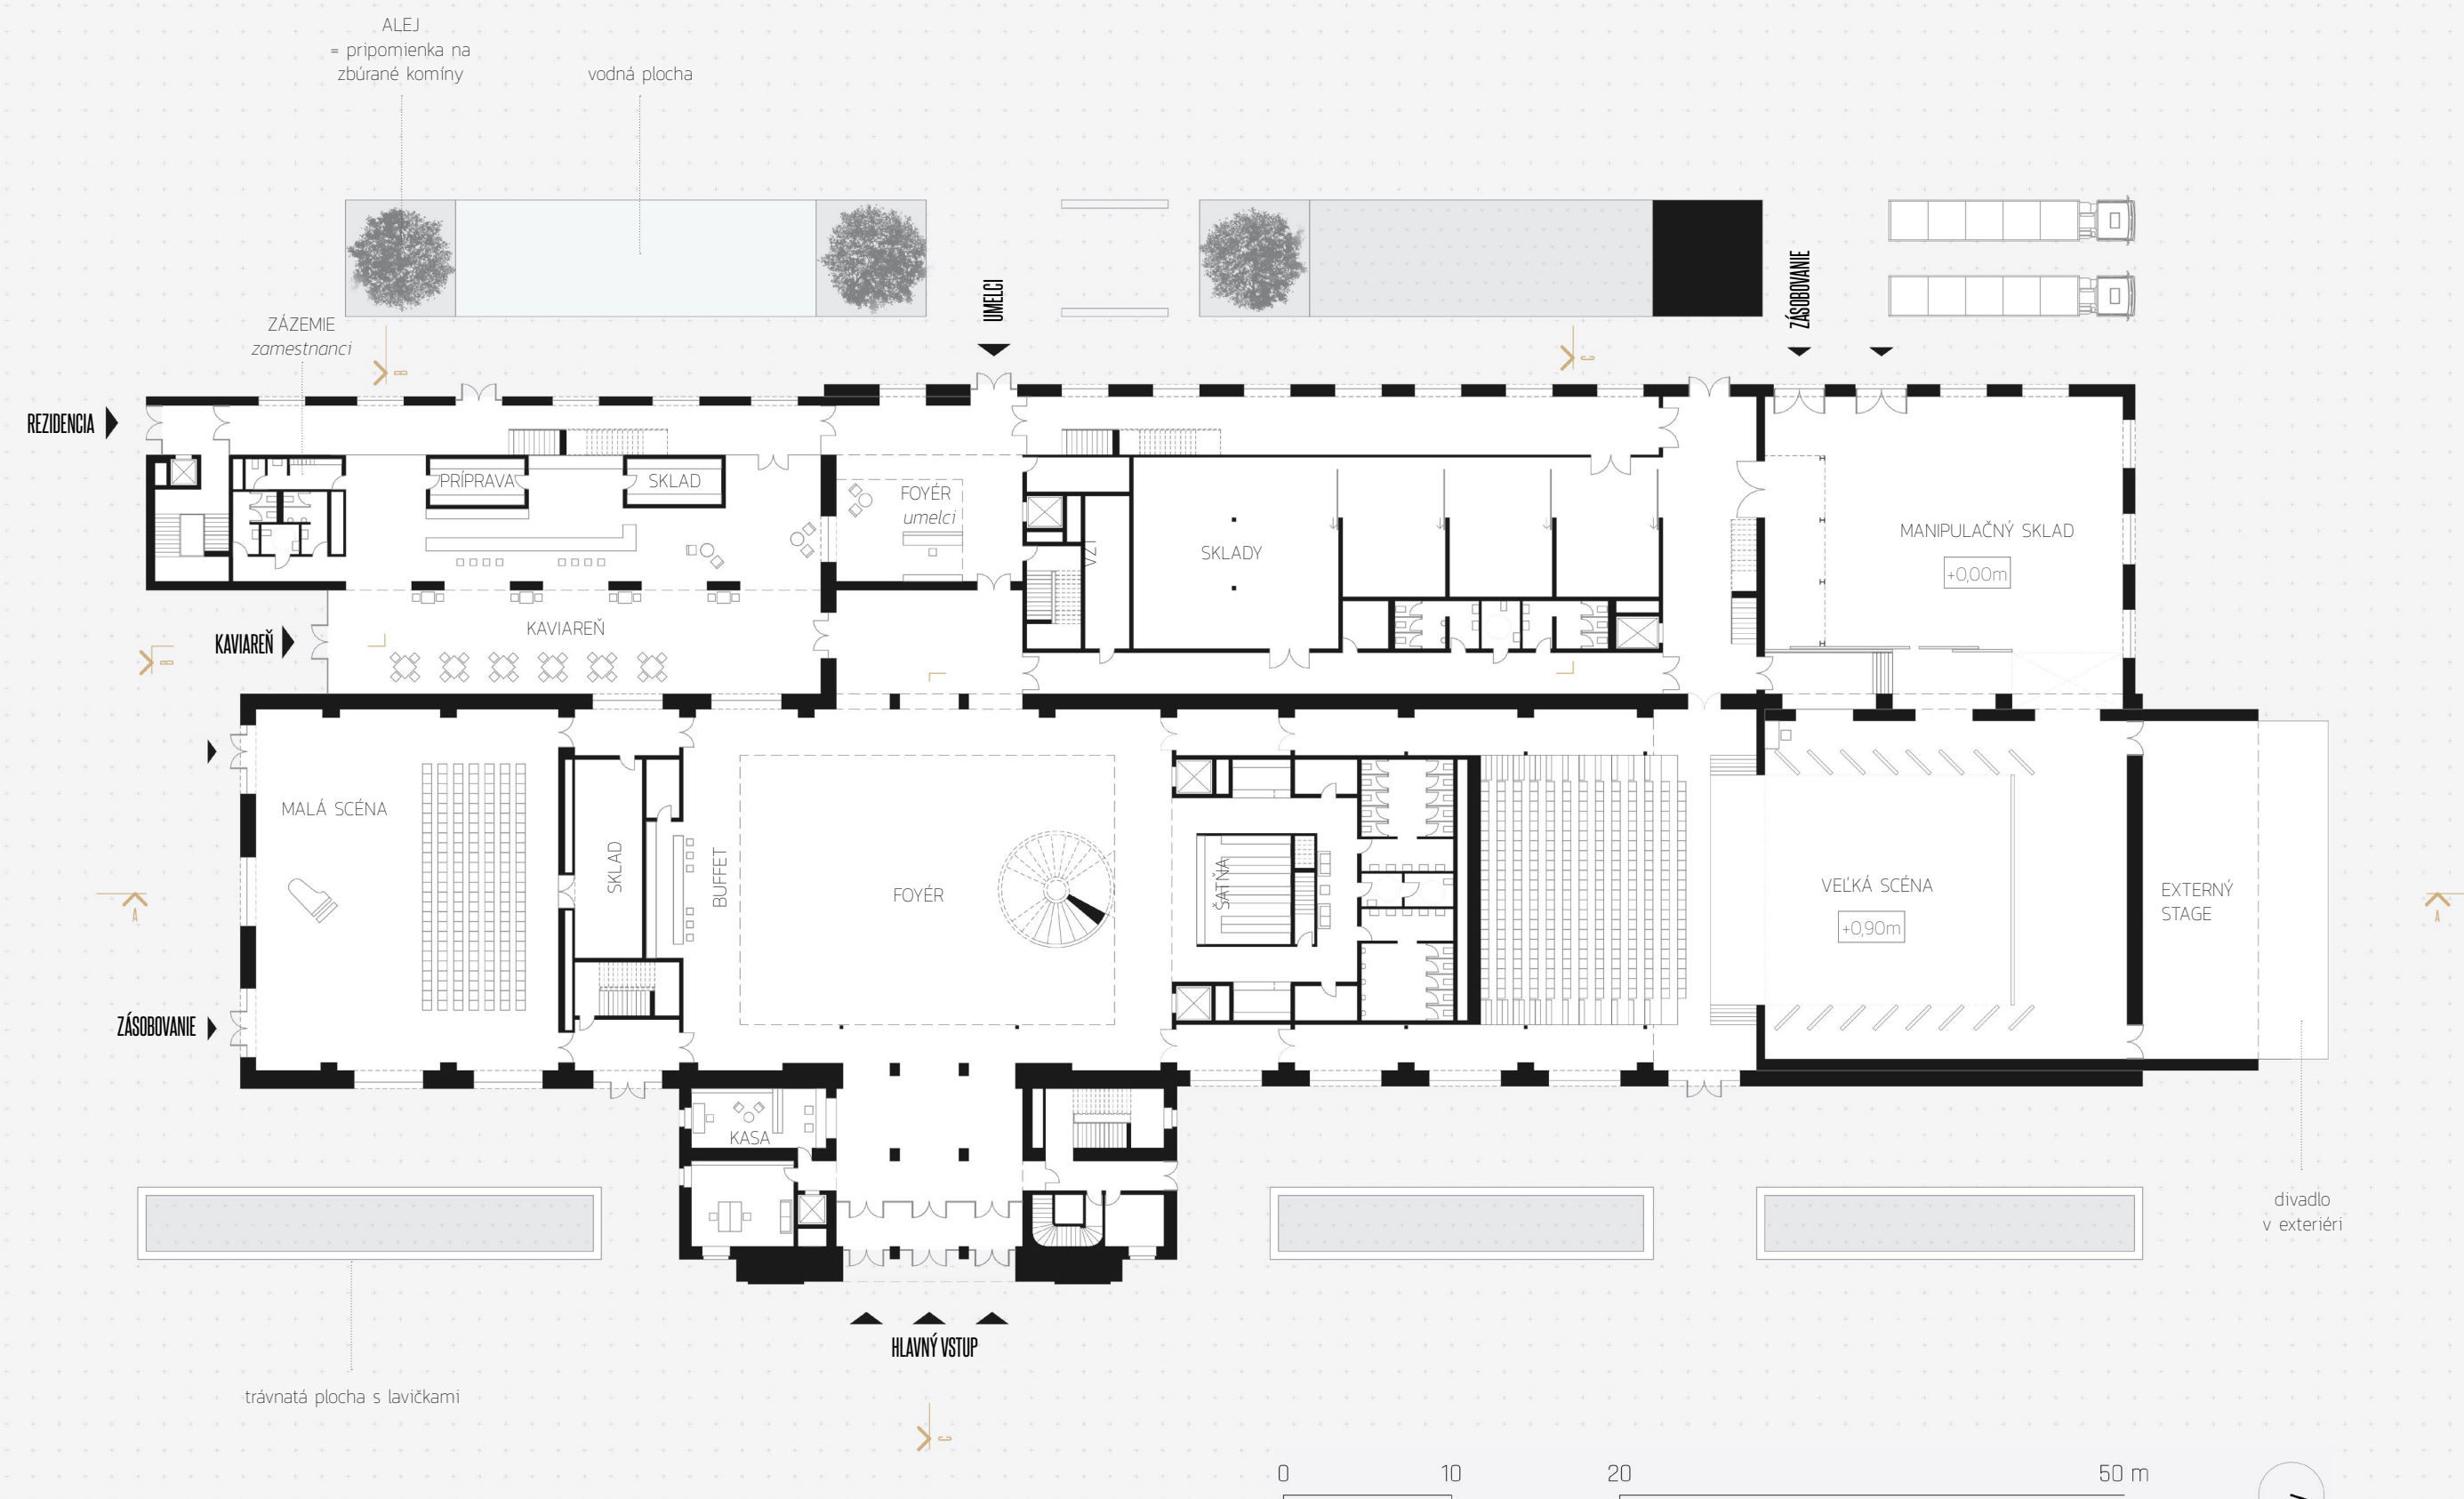 ALEJ
= pripomienka na
zbúrané komíny
vodná plocha
ZÁZEMIE
zamestnanci
UMELCI
ZÁSOBOVANIE
B
C
REZIDENCIA
PRÍPRAVA
SKLAD
FOYÉR
umelci
VZT
SKLADY
MANIPULAČNÝ SKLAD
+0,00m
KAVIAREŇ
KAVIAREŇ
B
MALÁ SCÉNA
SKLAD
BUFFET
FOYÉR
ŠATŇA
VEĽKÁ SCÉNA
+0,90m
EXTERNÝ
STAGE
A
A
ZÁSOBOVANIE
KASA
divadlo
v exteriéri
HLAVNÝ VSTUP
trávnatá plocha s lavičkami
C
0 10 20 50 m